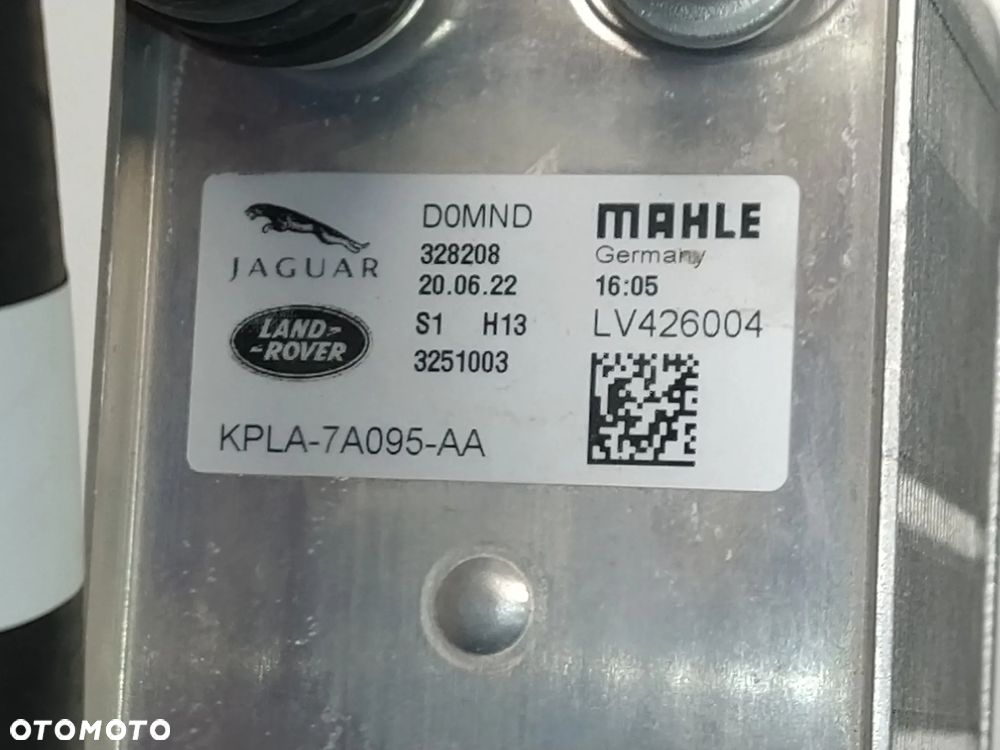 JAGUAR
LAND-
-ROVER
D0MND
328208
20.06.22
S1 H13
3251003
MAHLE
Germany
16:05
LV426004
KPLA-7A095-AA
OTOMOTO